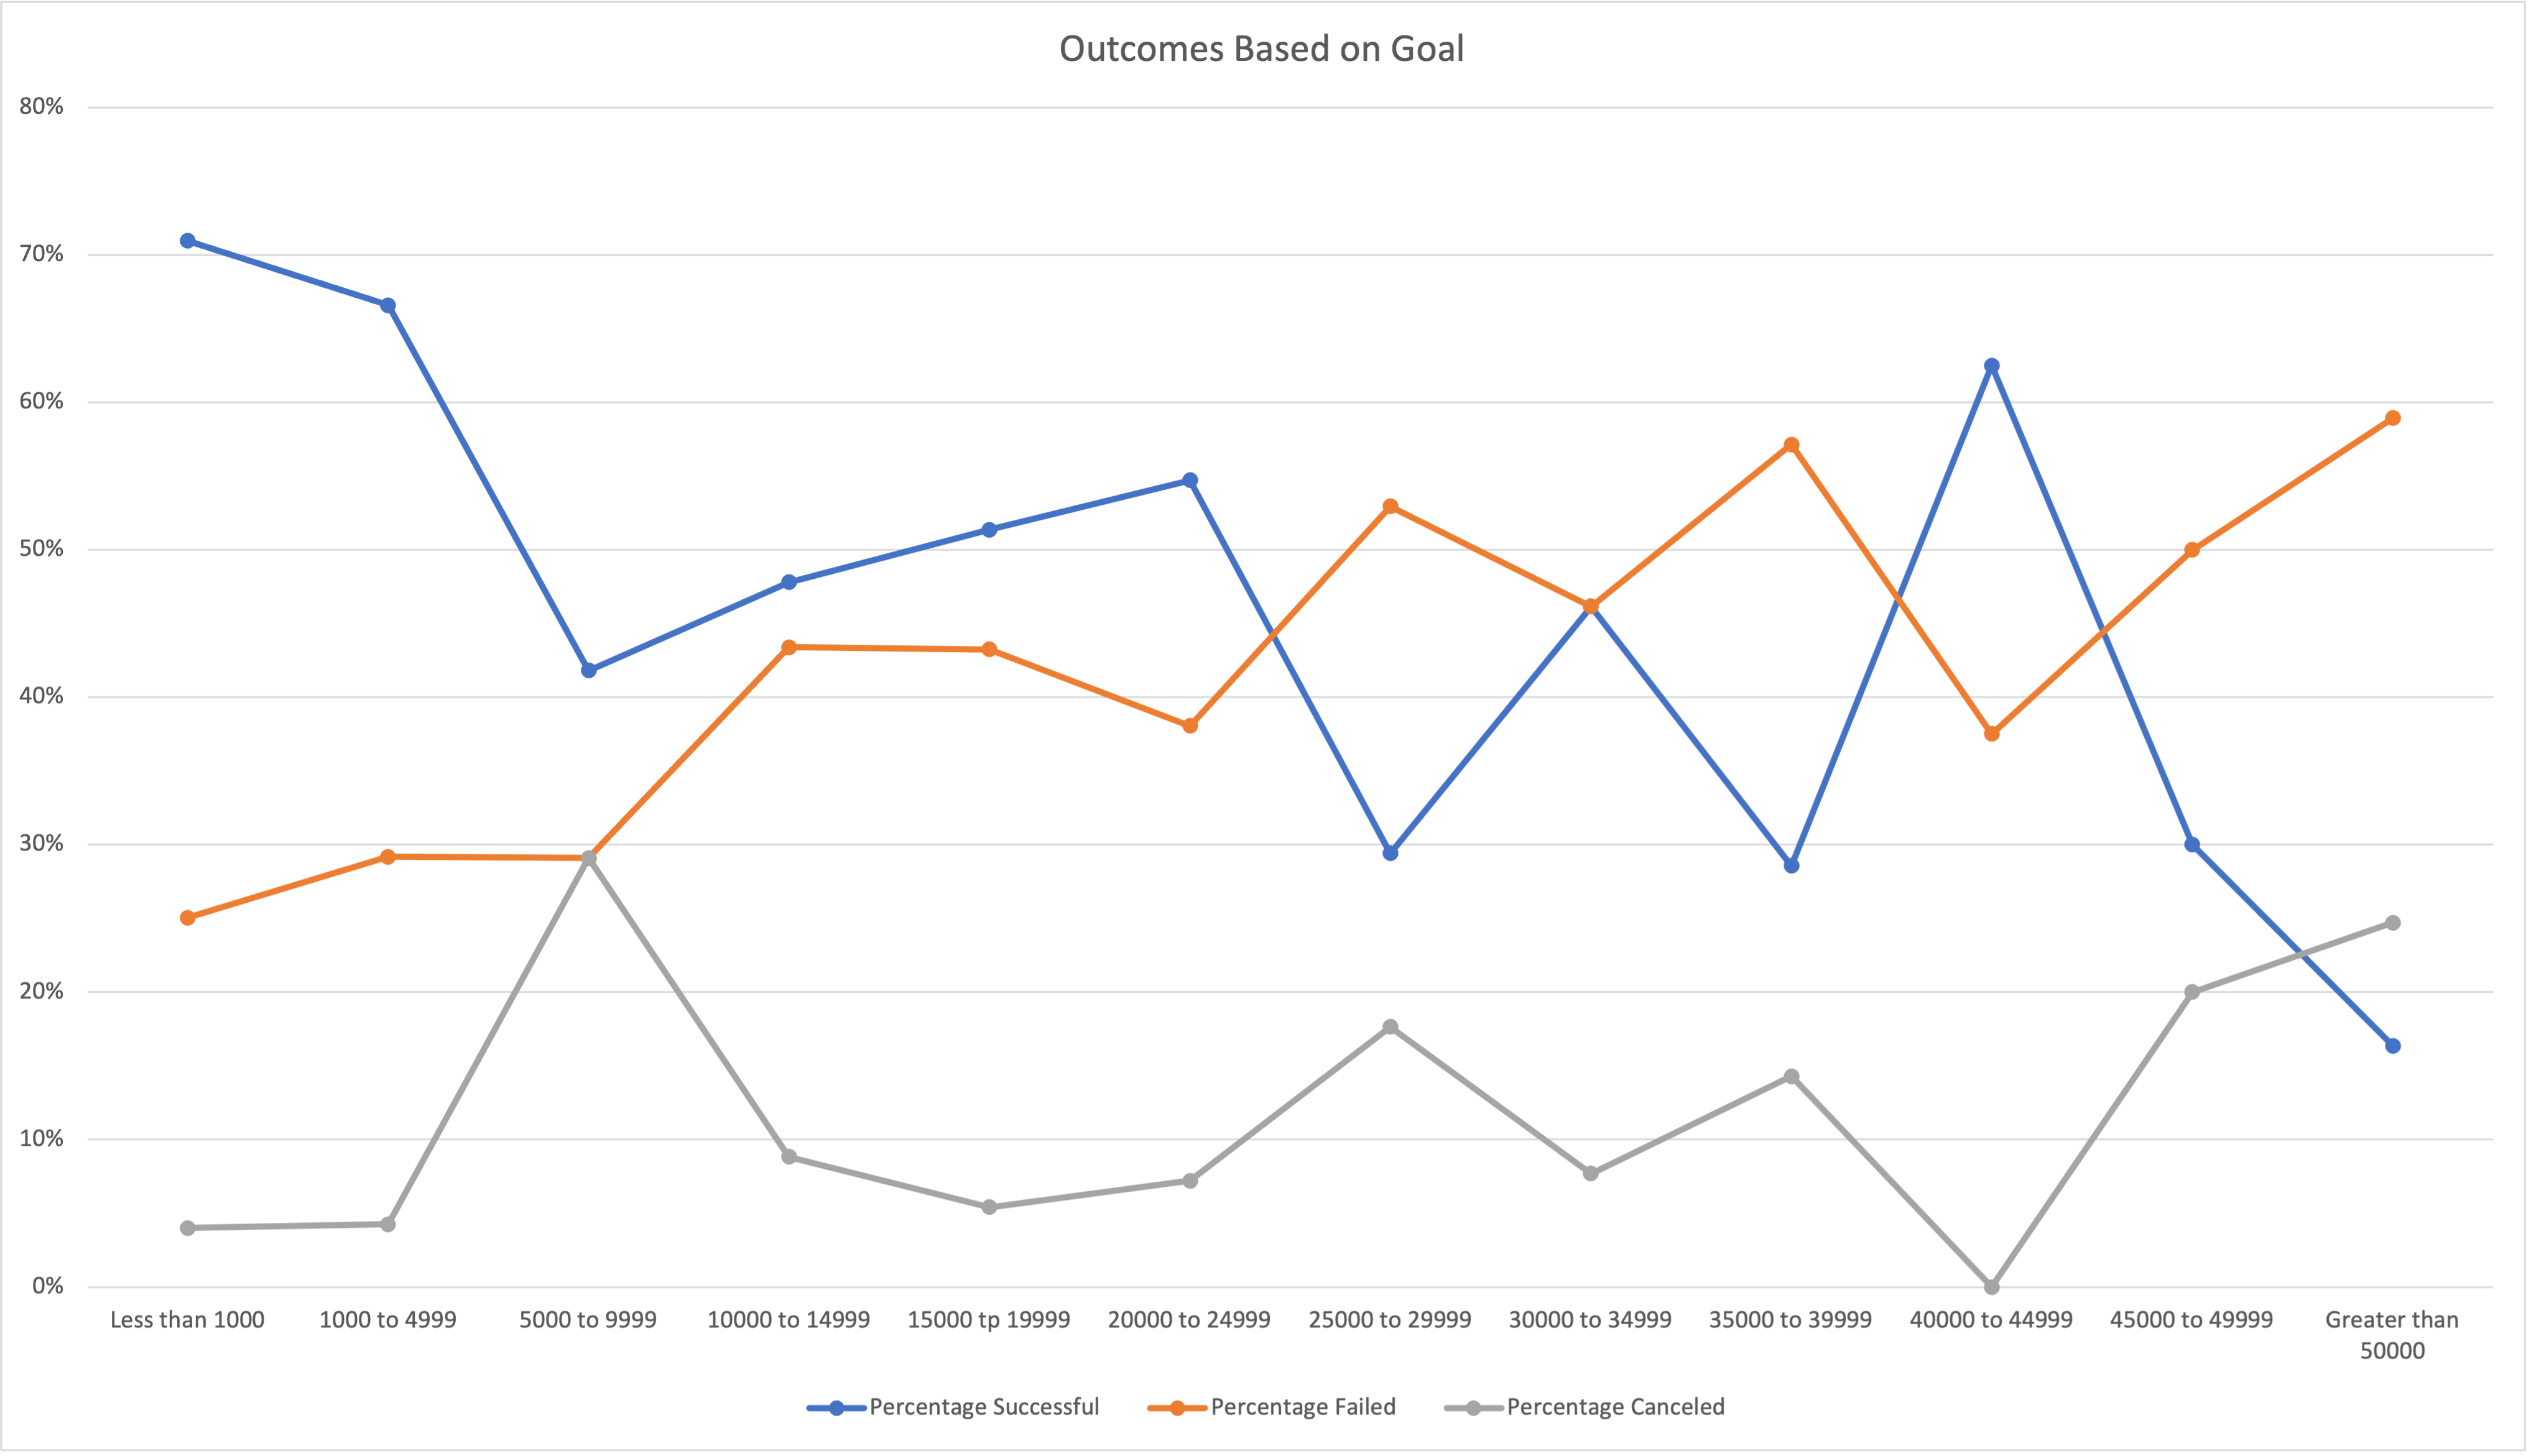 Outcomes Based on Goal
80%
70%
60%
50%
40%
30%
20%
10%
0%
Less than 1000
1000 to 4999
5000 to 9999
10000 to 14999
15000 tp 19999
20000 to 24999
25000 to 29999
30000 to 34999
35000 to 39999
40000 to 44999
45000 to 49999
Greater than
50000
Percentage Successful
Percentage Failed
Percentage Canceled